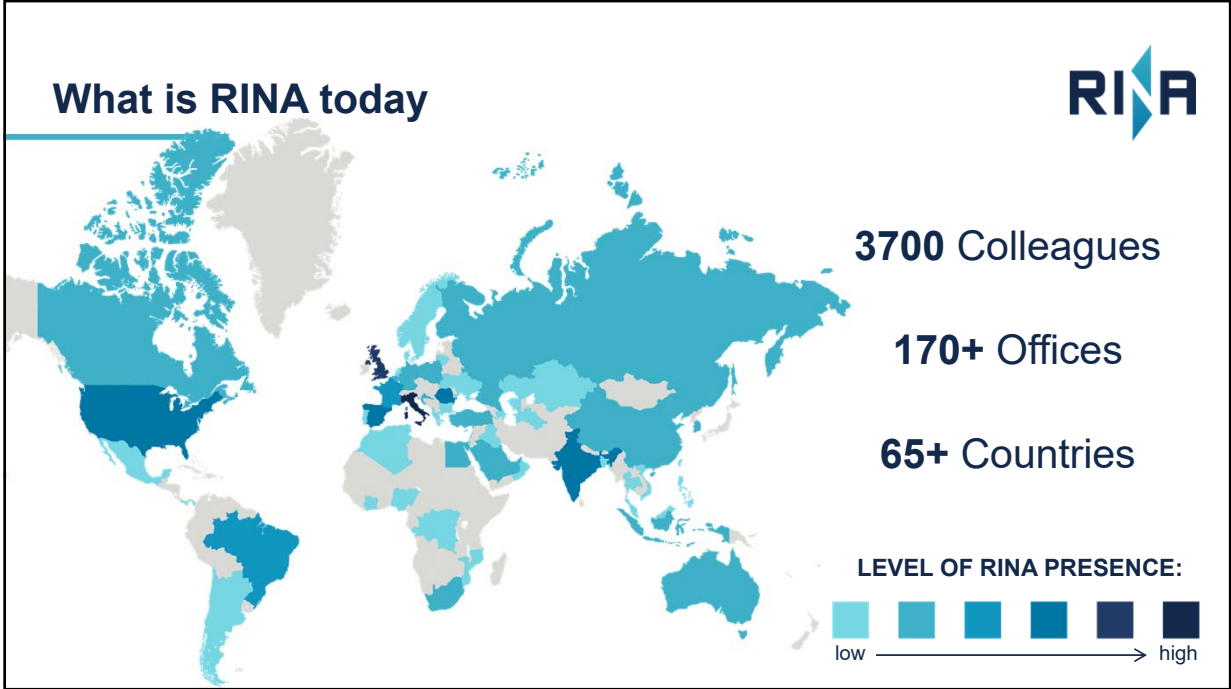 What is RINA today
RINA
3700 Colleagues
170+ Offices
65+ Countries
LEVEL OF RINA PRESENCE:
low high